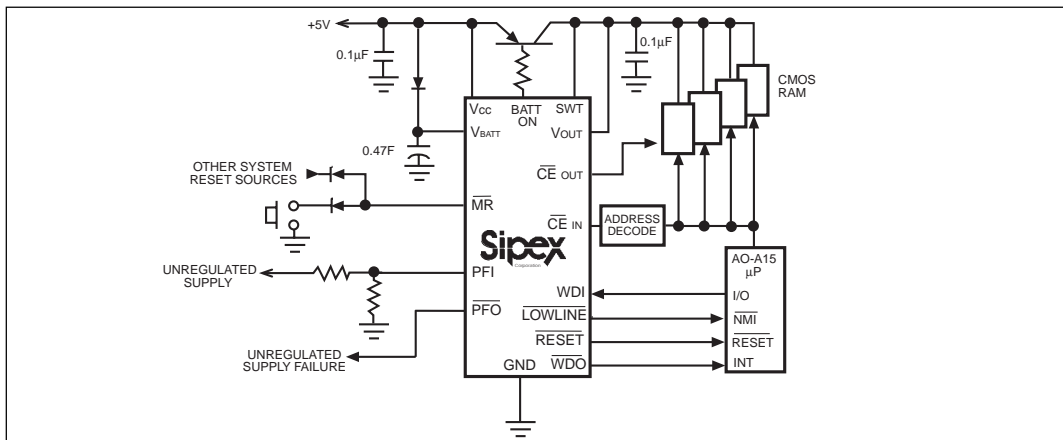 +5V
0.1µF
0.1µF
CMOS
RAM
Vcc
BATT
ON
SWT
VBATT
VOUT
0.47F
CE OUT
OTHER SYSTEM
RESET SOURCES
MR
CE IN
ADDRESS
DECODE
Sipex
Corporation
AO-A15
µP
UNREGULATED
SUPPLY
PFI
WDI
I/O
PFO
LOWLINE
NMI
RESET
RESET
UNREGULATED
SUPPLY FAILURE
GND
WDO
INT